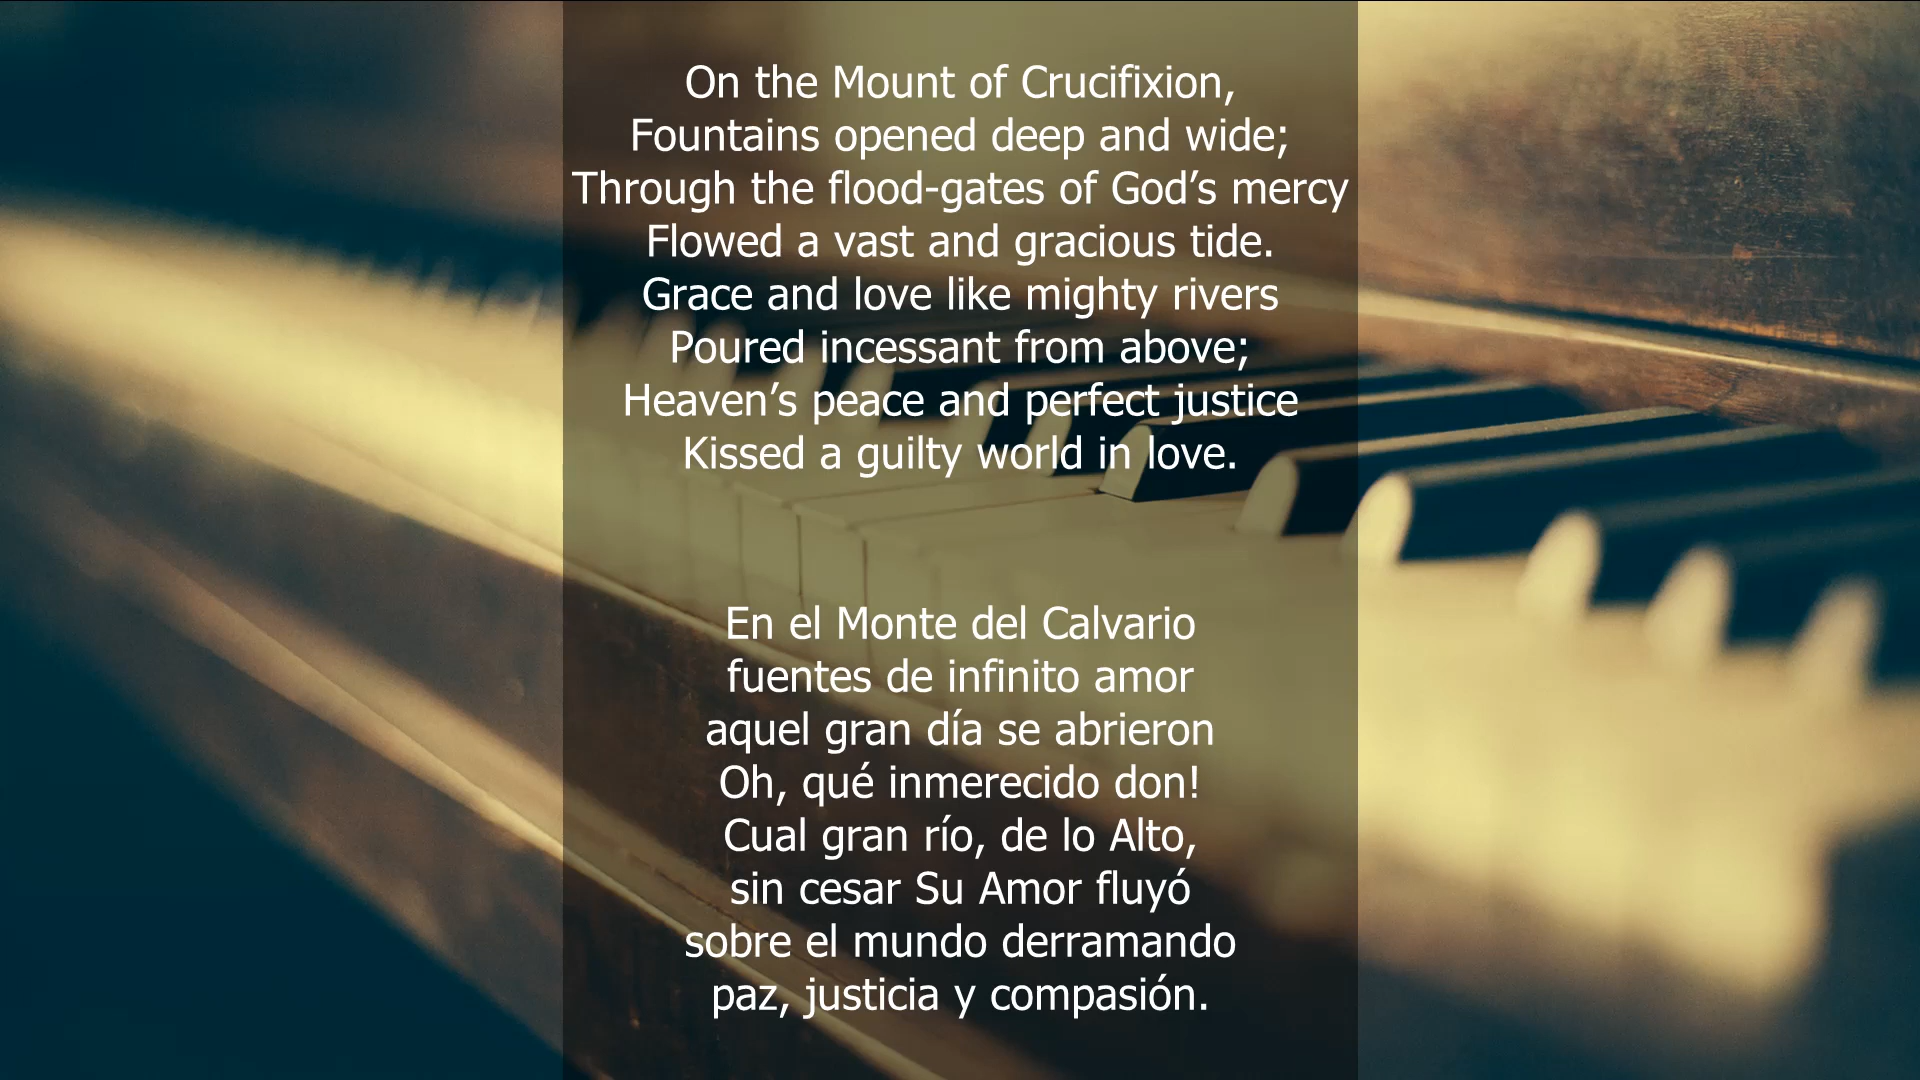 On the Mount of Crucifixion,
Fountains opened deep and wide;
Through the flood-gates of God’s mercy
Flowed a vast and gracious tide.
Grace and love like mighty rivers
Poured incessant from above;
Heaven’s peace and perfect justice
Kissed a guilty world in love.
En el Monte del Calvario
fuentes de infinito amor
aquel gran día se abrieron
Oh, qué inmerecido don!
Cual gran río, de lo Alto,
sin cesar Su Amor fluyó
sobre el mundo derramando
paz, justicia y compasión.